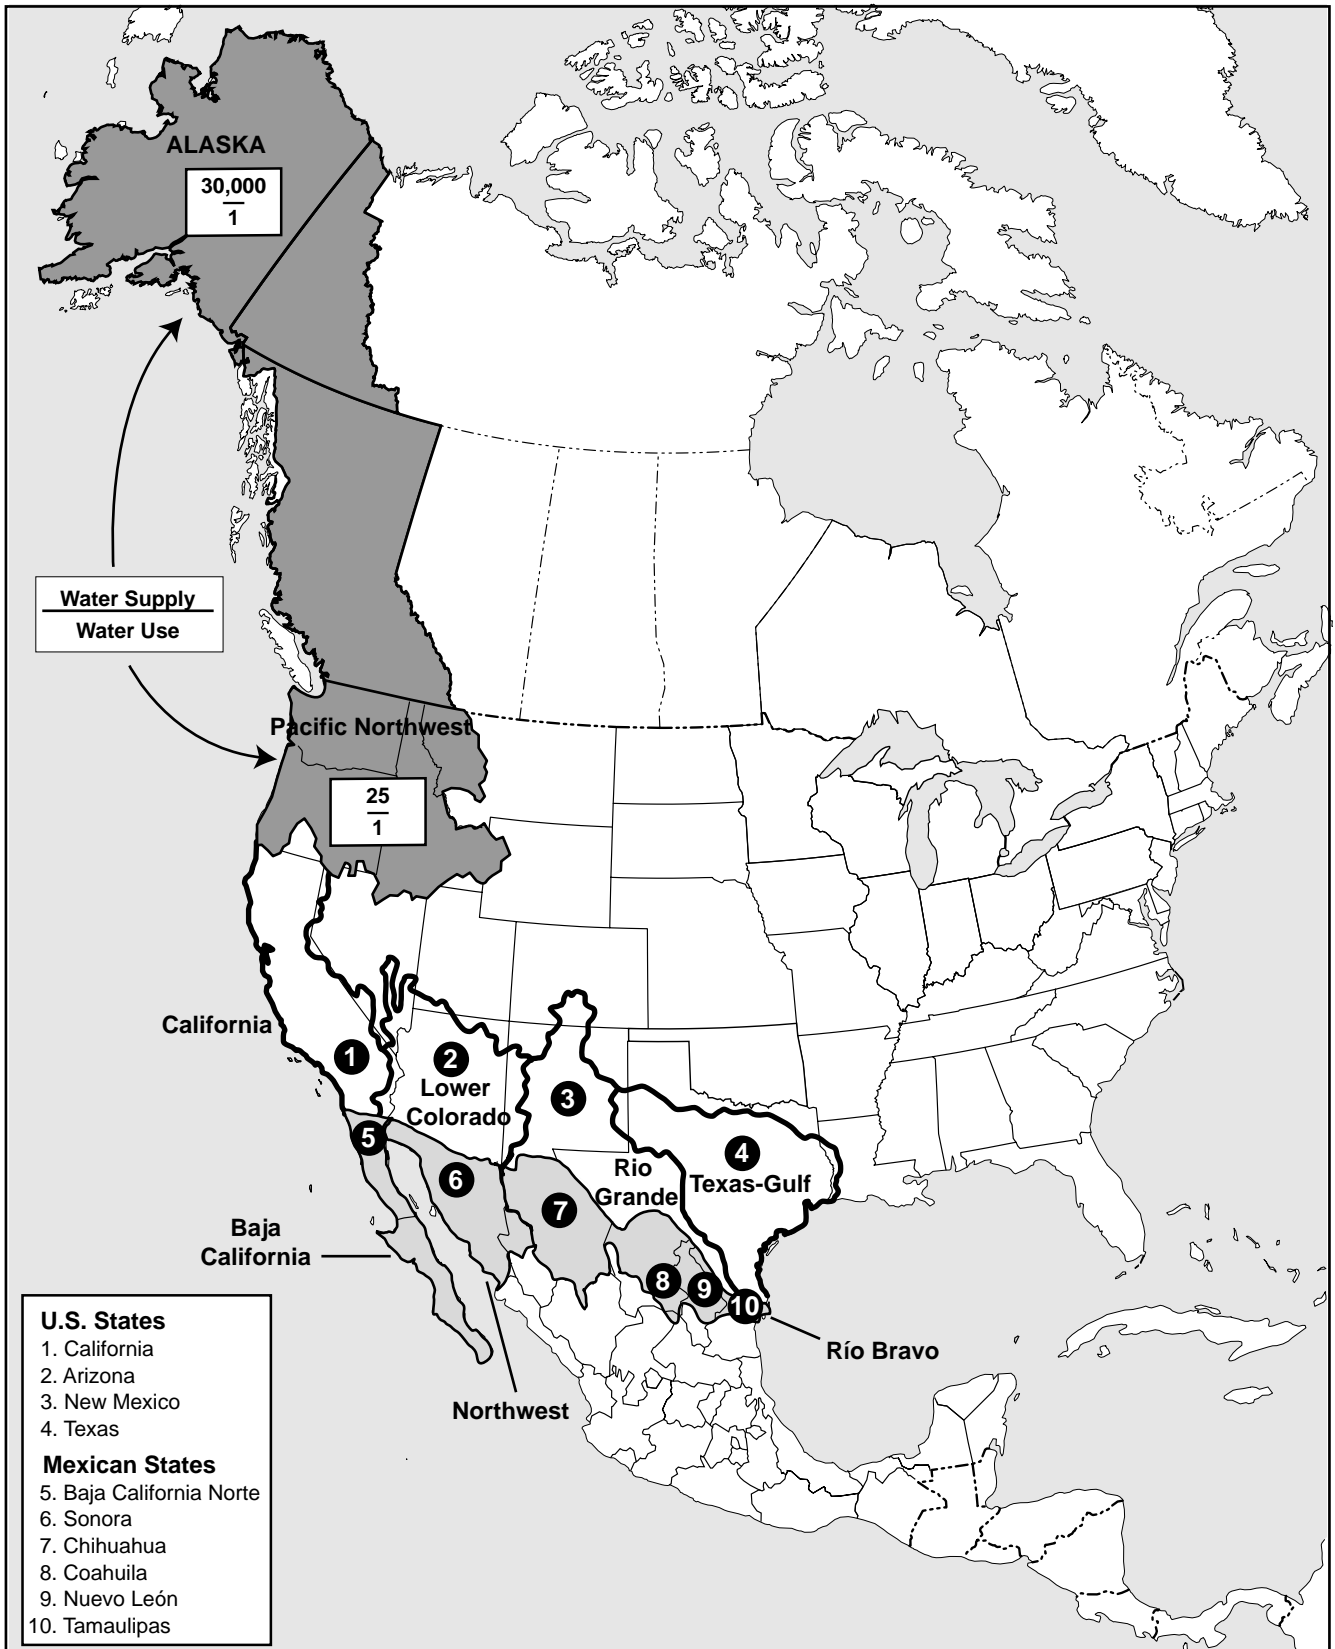 ALASKA
30,000
1
Water Supply
Water Use
Pacific Northwest
25
1
California
1
2
Lower
Colorado
3
4
Texas-Gulf
Rio
Grande
5
6
7
8
9
10
Baja
California
Northwest
Río Bravo
U.S. States
1. California
2. Arizona
3. New Mexico
4. Texas
Mexican States
5. Baja California Norte
6. Sonora
7. Chihuahua
8. Coahuila
9. Nuevo León
10. Tamaulipas